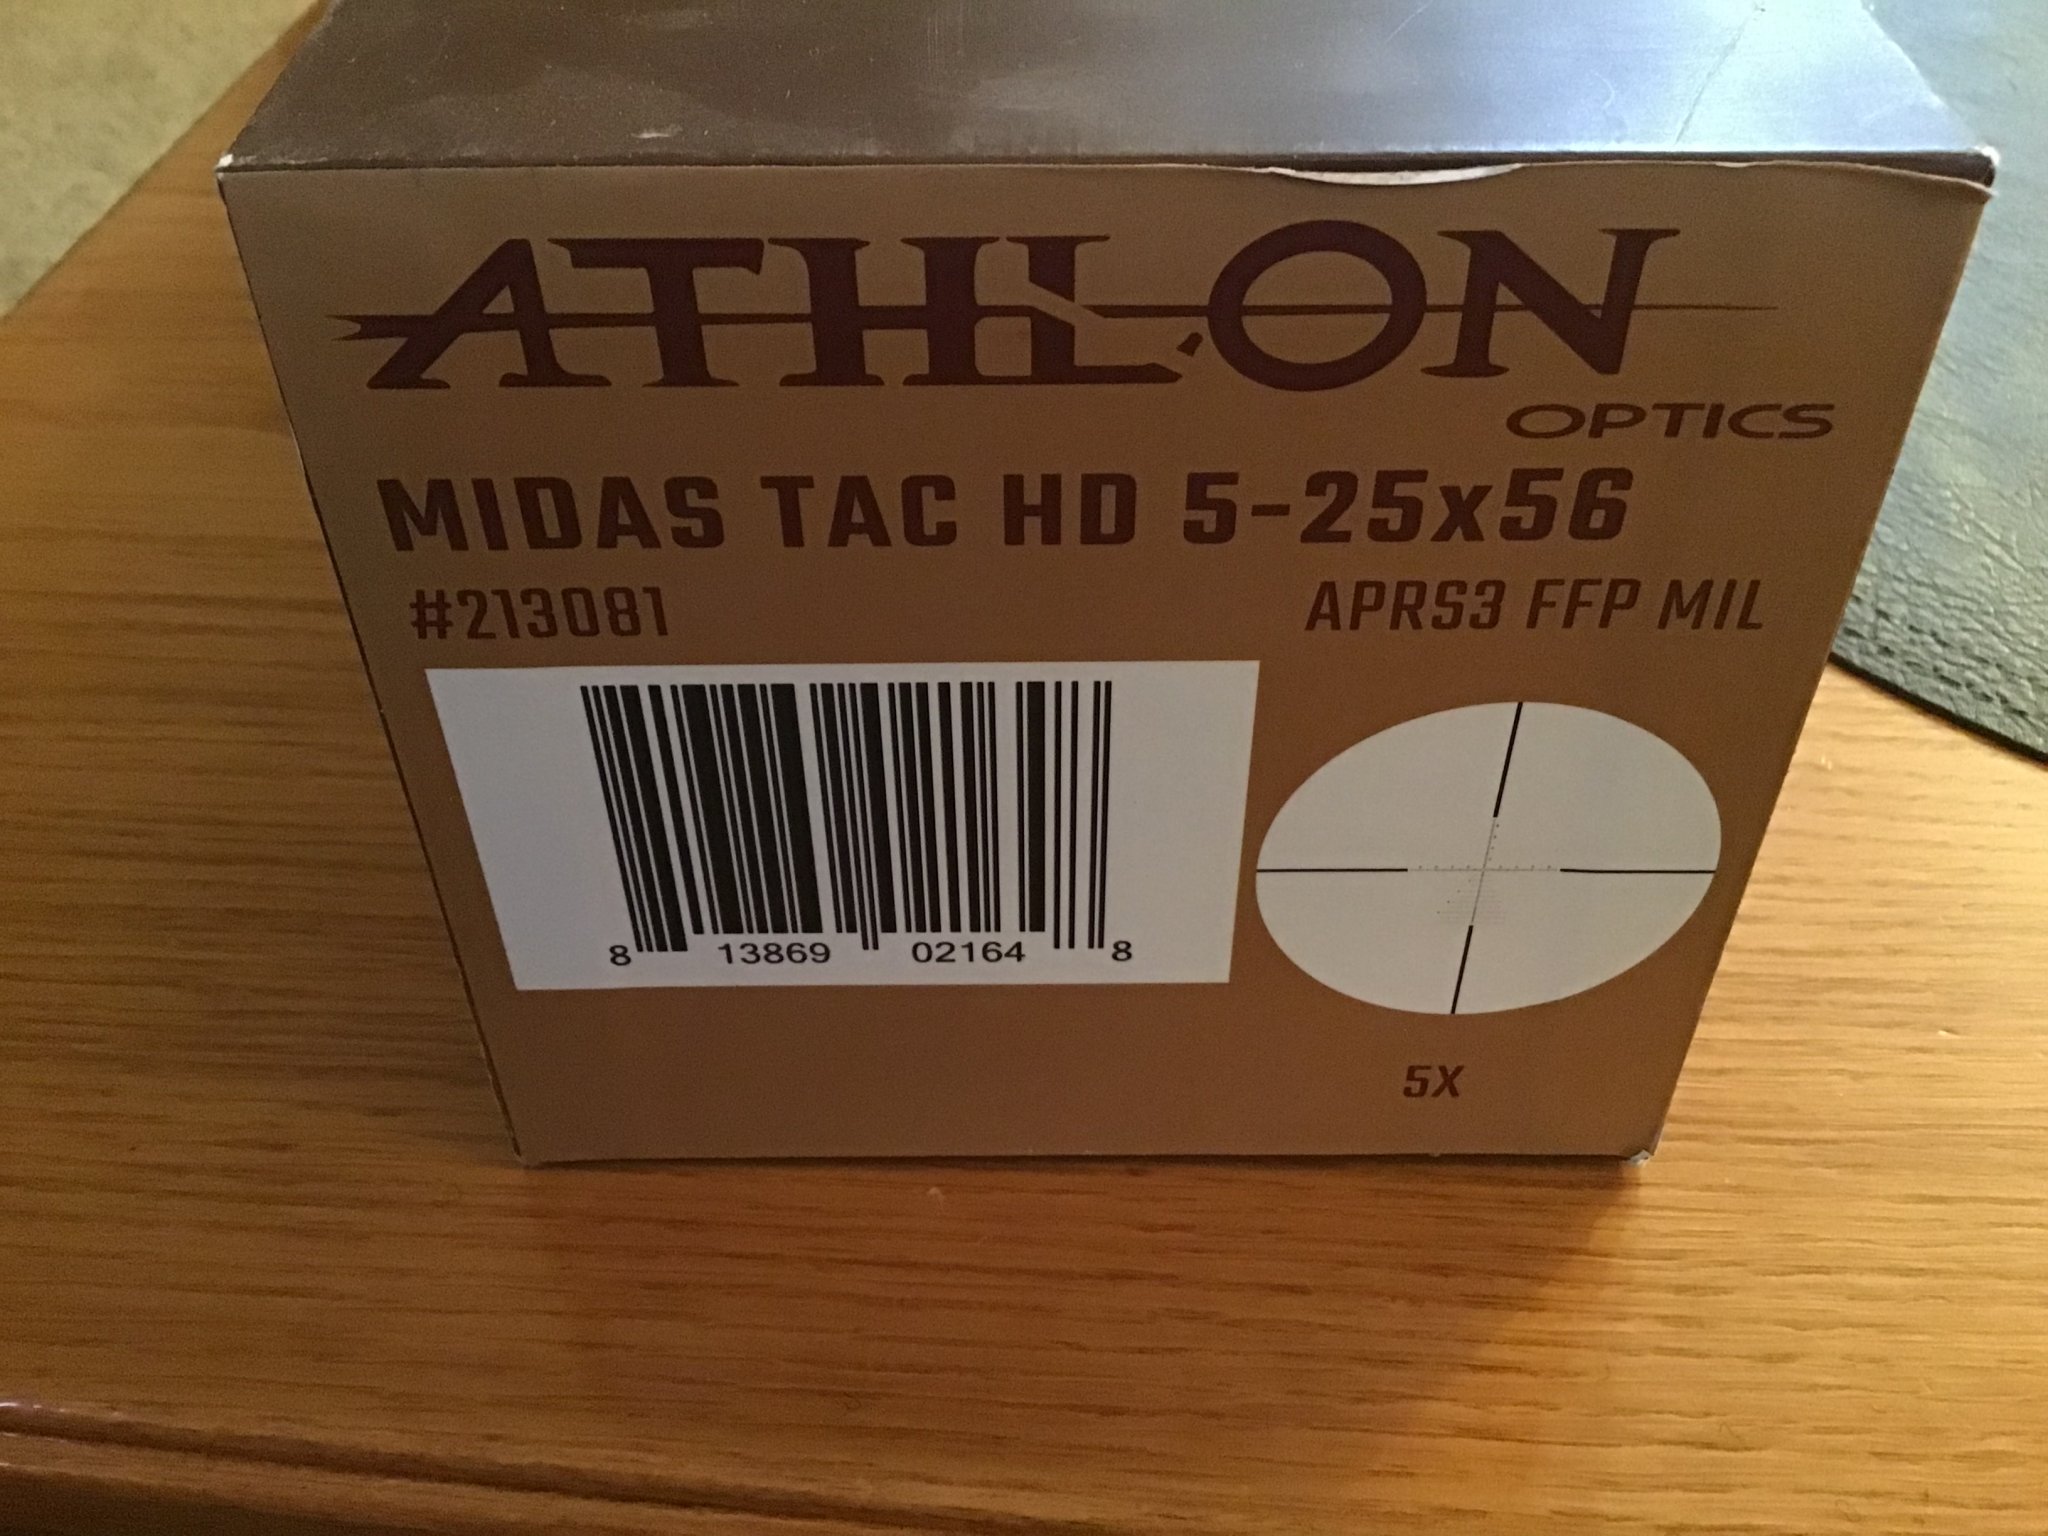 ATHLON
OPTICS
MIDAS TAC HD 5-25x56
#213081 APRS3 FFP MIL
8 13869 02164 8
5X